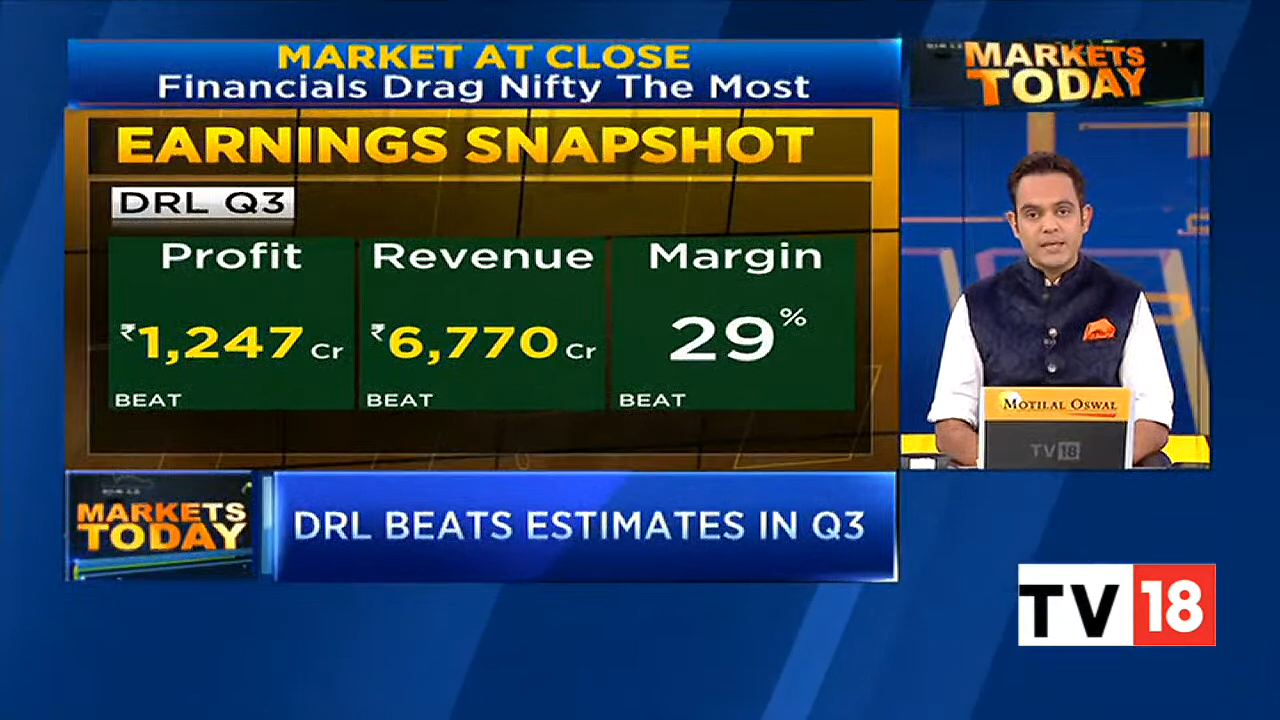 MARKET AT CLOSE
Financials Drag Nifty The Most
MARKETS
TODAY
EARNINGS SNAPSHOT
DRL Q3
Profit
₹1,247 Cr
BEAT
Revenue
₹6,770 Cr
BEAT
Margin
29%
BEAT
MOTILAL OSWAL
TV18
MARKETS
TODAY
DRL BEATS ESTIMATES IN Q3
TV18